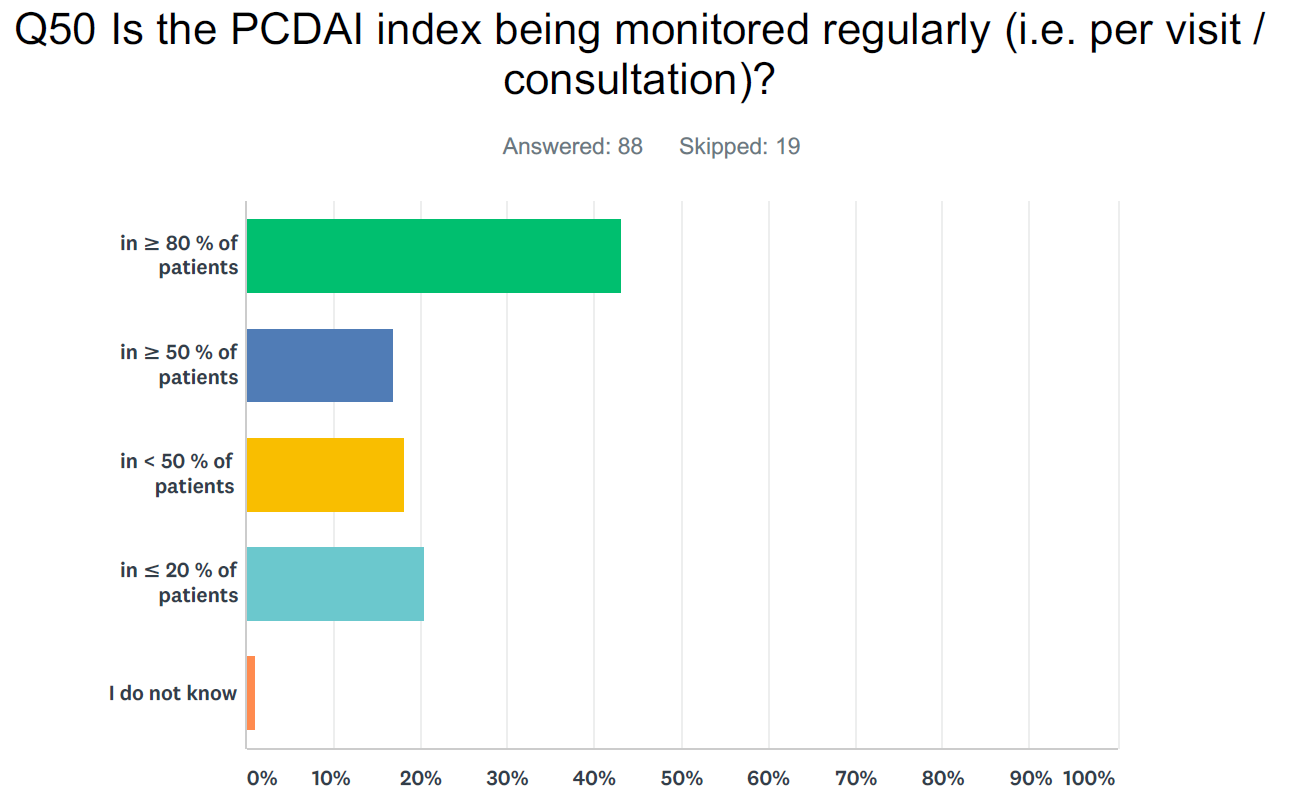 Q50 Is the PCDAI index being monitored regularly (i.e. per visit /
consultation)?
Answered: 88 Skipped: 19
in ≥ 80 % of
patients
in ≥ 50 % of
patients
in < 50 % of
patients
in ≤ 20 % of
patients
I do not know
0% 10% 20% 30% 40% 50% 60% 70% 80% 90% 100%